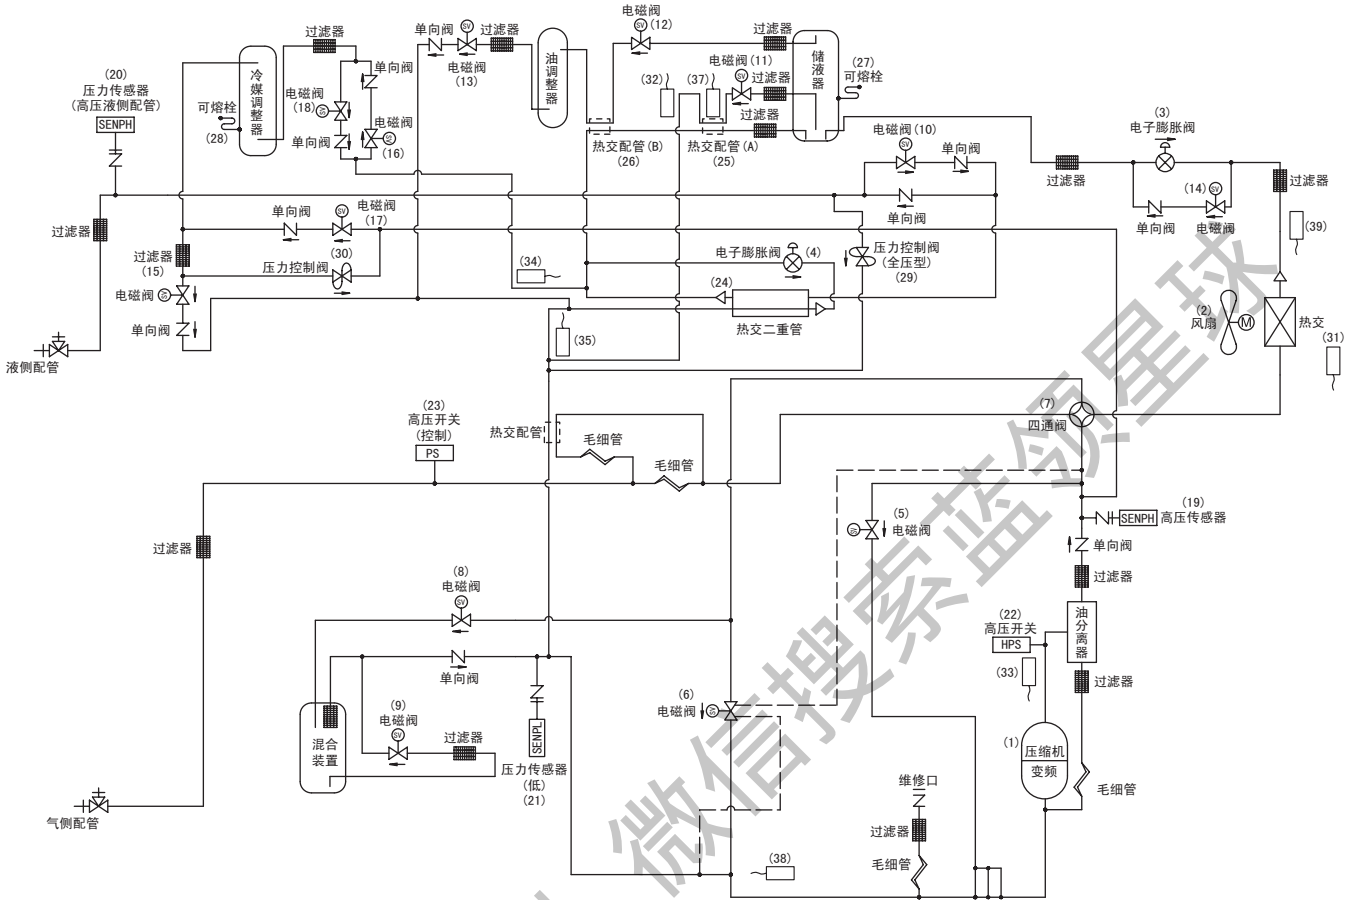 电磁阀
SV
(12)
单向阀
SV
过滤器
过滤器
过滤器
(20)
压力传感器
(高压液侧配管)
SENPH
冷媒调整器
可熔栓
(28)
单向阀
电磁阀
(18)
SV
单向阀
电磁阀
SV
(16)
电磁阀
(13)
油调整器
(32)
(37)
电磁阀(11)
SV
过滤器
储液器
(27)
可熔栓
过滤器
热交配管(B)
(26)
热交配管(A)
(25)
电磁阀(10)
SV
单向阀
单向阀
(3)
电子膨胀阀
过滤器
(14)
SV
单向阀
电磁阀
过滤器
(39)
过滤器
单向阀
SV
电磁阀
(17)
过滤器
(15)
(30)
压力控制阀
电磁阀
SV
单向阀
液侧配管
(34)
电子膨胀阀
(4)
压力控制阀
(全压型)
(29)
(24)
热交二重管
(35)
(2)
风扇
M
热交
(31)
(23)
高压开关
(控制)
PS
热交配管
毛细管
毛细管
(7)
四通阀
(5)
SV
电磁阀
(19)
SENPH
高压传感器
单向阀
过滤器
过滤器
(8)
电磁阀
SV
(22)
高压开关
HPS
油分离器
(33)
过滤器
单向阀
(6)
电磁阀
SV
(9)
电磁阀
SV
过滤器
混合
装置
SENPL
压力传感器
(低)
(21)
(1)
压缩机
变频
毛细管
维修口
过滤器
毛细管
气侧配管
(38)
微信搜索蓝领星球